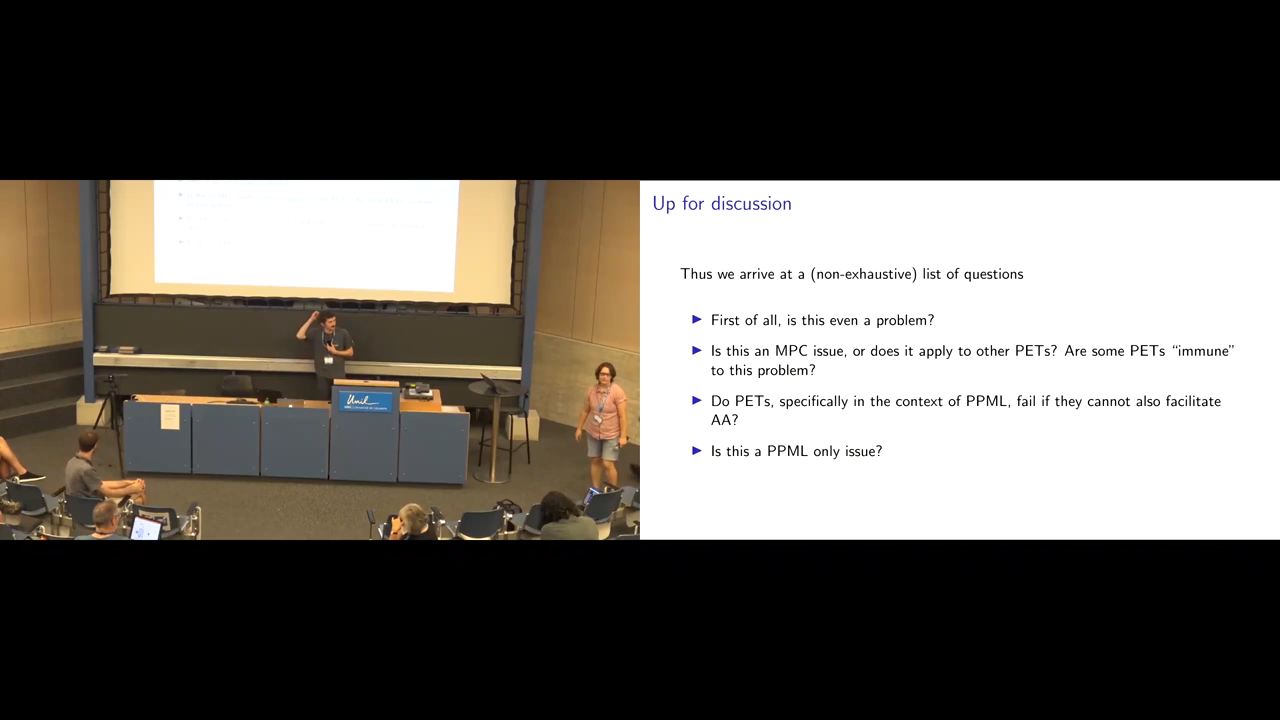 Up for discussion
Thus we arrive at a (non-exhaustive) list of questions
▶ First of all, is this even a problem?
▶ Is this an MPC issue, or does it apply to other PETs? Are some PETs “immune”
to this problem?
▶ Do PETs, specifically in the context of PPML, fail if they cannot also facilitate
AA?
▶ Is this a PPML only issue?
Unil